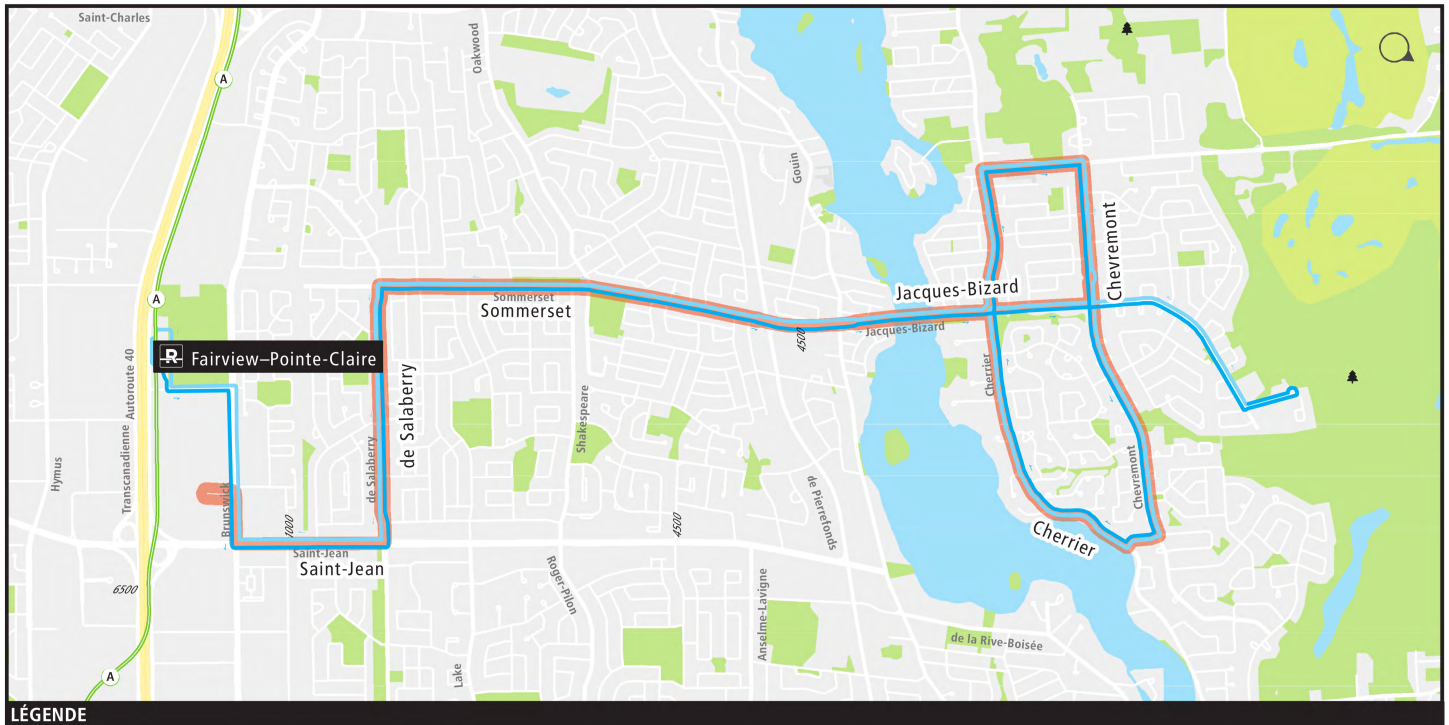 Saint-Charles
Oakwood
A
Gouin
Chevremont
Jacques-Bizard
A
Sommerset
Sommerset
Jacques-Bizard
4500
R Fairview–Pointe-Claire
Autoroute 40
Transcanadienne
Cherrier
de Salaberry
de Salaberry
Shakespeare
Hymus
Brunswick
1000
4500
de Pierrefonds
Chevremont
Cherrier
Saint-Jean
Saint-Jean
6500
Roger-Pilon
Anselme-Lavigne
de la Rive-Boisée
Lake
A
LÉGENDE